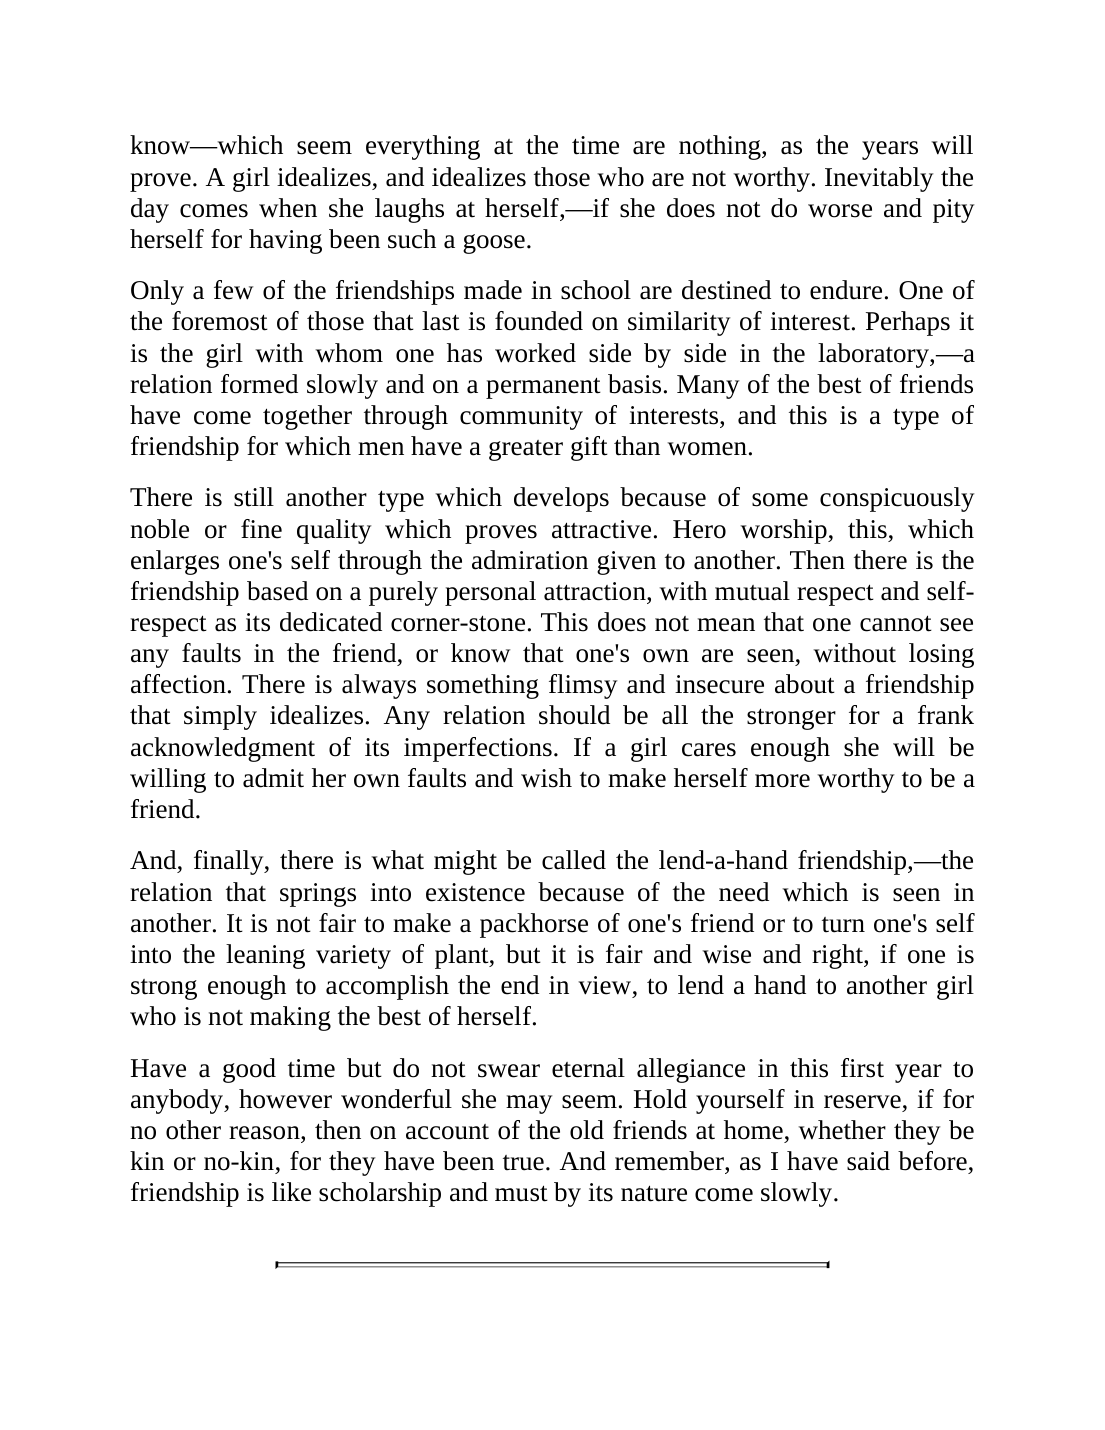 know—which seem everything at the time are nothing, as the years will
prove. A girl idealizes, and idealizes those who are not worthy. Inevitably the
day comes when she laughs at herself,—if she does not do worse and pity
herself for having been such a goose.
Only a few of the friendships made in school are destined to endure. One of
the foremost of those that last is founded on similarity of interest. Perhaps it
is the girl with whom one has worked side by side in the laboratory,—a
relation formed slowly and on a permanent basis. Many of the best of friends
have come together through community of interests, and this is a type of
friendship for which men have a greater gift than women.
There is still another type which develops because of some conspicuously
noble or fine quality which proves attractive. Hero worship, this, which
enlarges one's self through the admiration given to another. Then there is the
friendship based on a purely personal attraction, with mutual respect and self-
respect as its dedicated corner-stone. This does not mean that one cannot see
any faults in the friend, or know that one's own are seen, without losing
affection. There is always something flimsy and insecure about a friendship
that simply idealizes. Any relation should be all the stronger for a frank
acknowledgment of its imperfections. If a girl cares enough she will be
willing to admit her own faults and wish to make herself more worthy to be a
friend.
And, finally, there is what might be called the lend-a-hand friendship,—the
relation that springs into existence because of the need which is seen in
another. It is not fair to make a packhorse of one's friend or to turn one's self
into the leaning variety of plant, but it is fair and wise and right, if one is
strong enough to accomplish the end in view, to lend a hand to another girl
who is not making the best of herself.
Have a good time but do not swear eternal allegiance in this first year to
anybody, however wonderful she may seem. Hold yourself in reserve, if for
no other reason, then on account of the old friends at home, whether they be
kin or no-kin, for they have been true. And remember, as I have said before,
friendship is like scholarship and must by its nature come slowly.